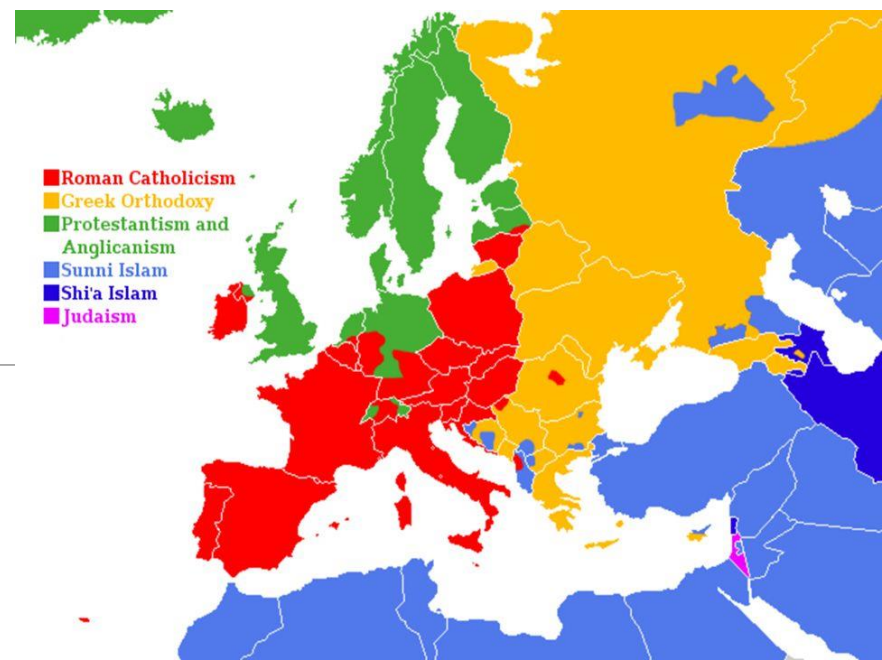 Roman Catholicism
Greek Orthodoxy
Protestantism and
Anglicanism
Sunni Islam
Shi'a Islam
Judaism